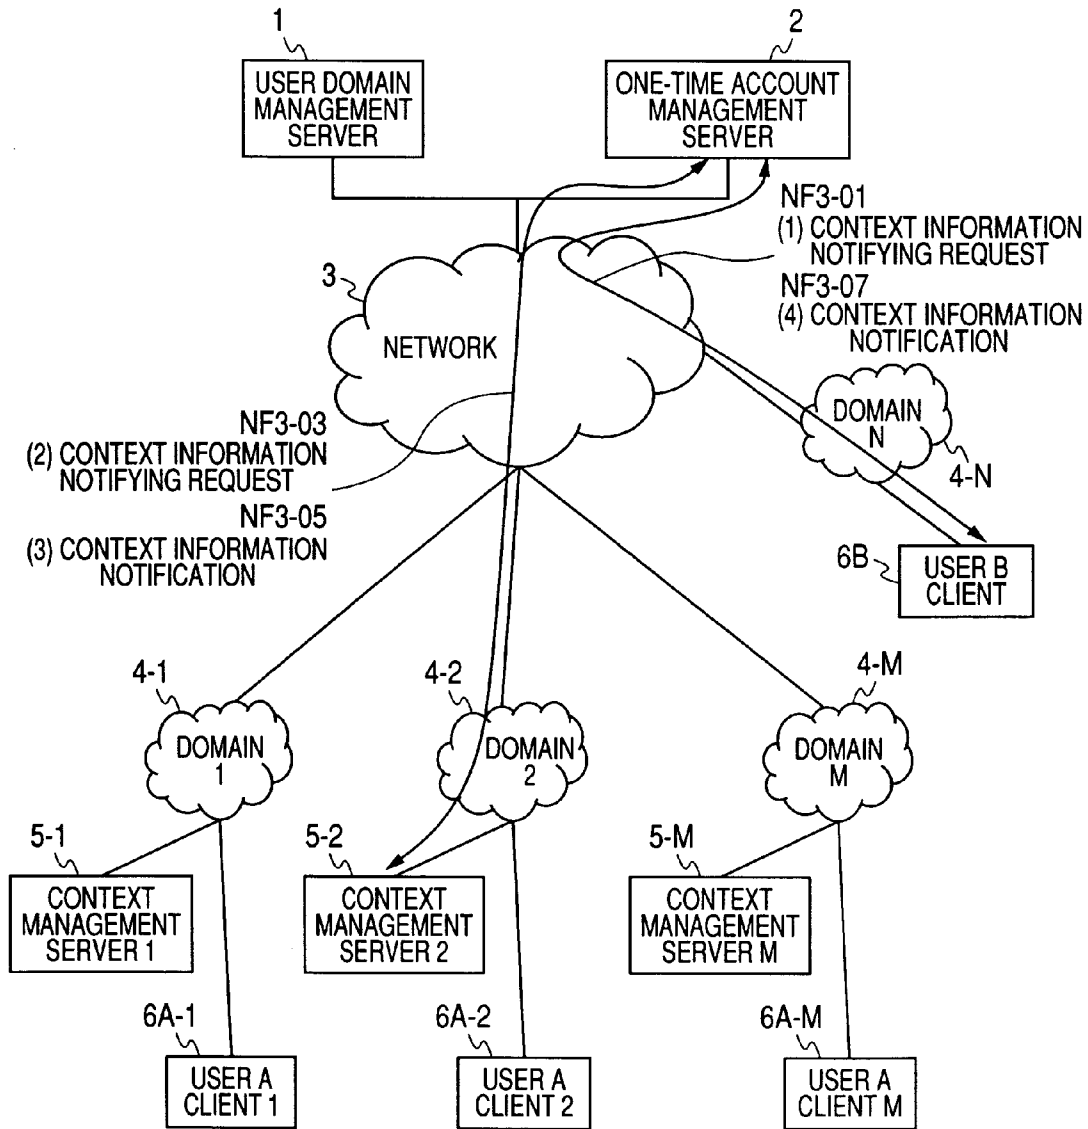 1
USER DOMAIN
MANAGEMENT
SERVER
2
ONE-TIME ACCOUNT
MANAGEMENT
SERVER
NF3-01
(1) CONTEXT INFORMATION
NOTIFYING REQUEST
NF3-07
(4) CONTEXT INFORMATION
NOTIFICATION
3
NETWORK
DOMAIN
N
4-N
NF3-03
(2) CONTEXT INFORMATION
NOTIFYING REQUEST
NF3-05
(3) CONTEXT INFORMATION
NOTIFICATION
6B
USER B
CLIENT
4-1
DOMAIN
1
4-2
DOMAIN
2
4-M
DOMAIN
M
5-1
CONTEXT
MANAGEMENT
SERVER 1
5-2
CONTEXT
MANAGEMENT
SERVER 2
5-M
CONTEXT
MANAGEMENT
SERVER M
6A-1
USER A
CLIENT 1
6A-2
USER A
CLIENT 2
6A-M
USER A
CLIENT M